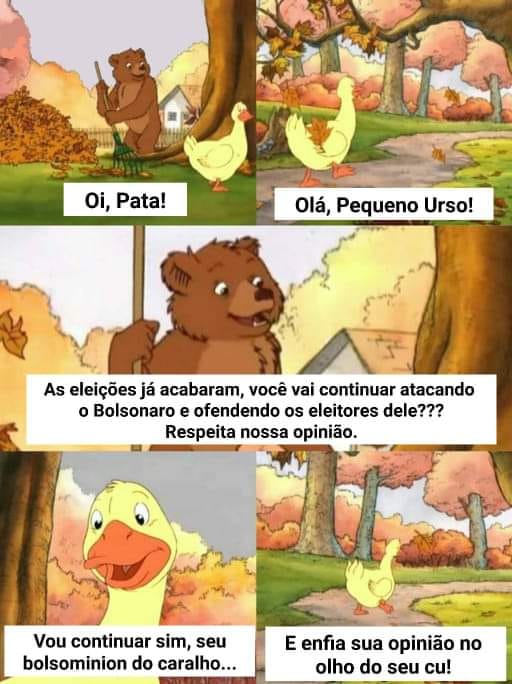 Oi, Pata!
Olá, Pequeno Urso!
As eleições já acabaram, você vai continuar atacando
o Bolsonaro e ofendendo os eleitores dele???
Respeita nossa opinião.
Vou continuar sim, seu
bolsominion do caralho...
E enfia sua opinião no
olho do seu cu!